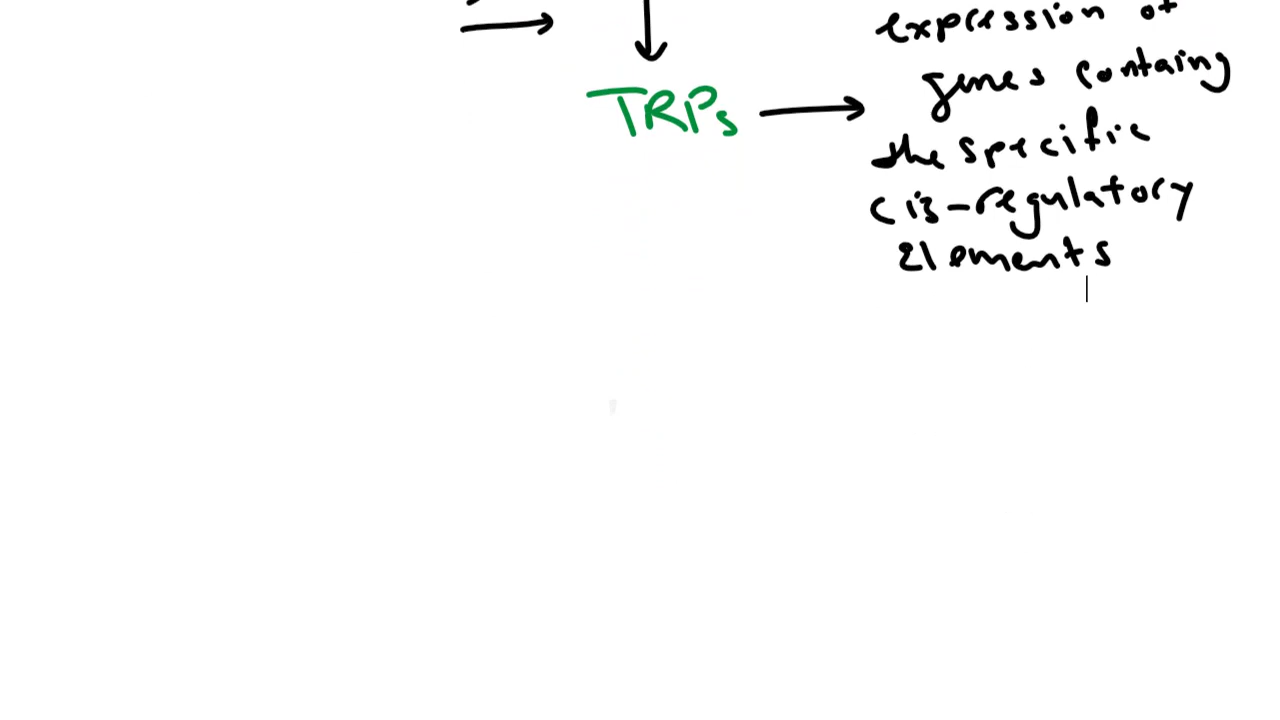 expression of
TRPs
genes containg
the specific
cis-regulatory
elements